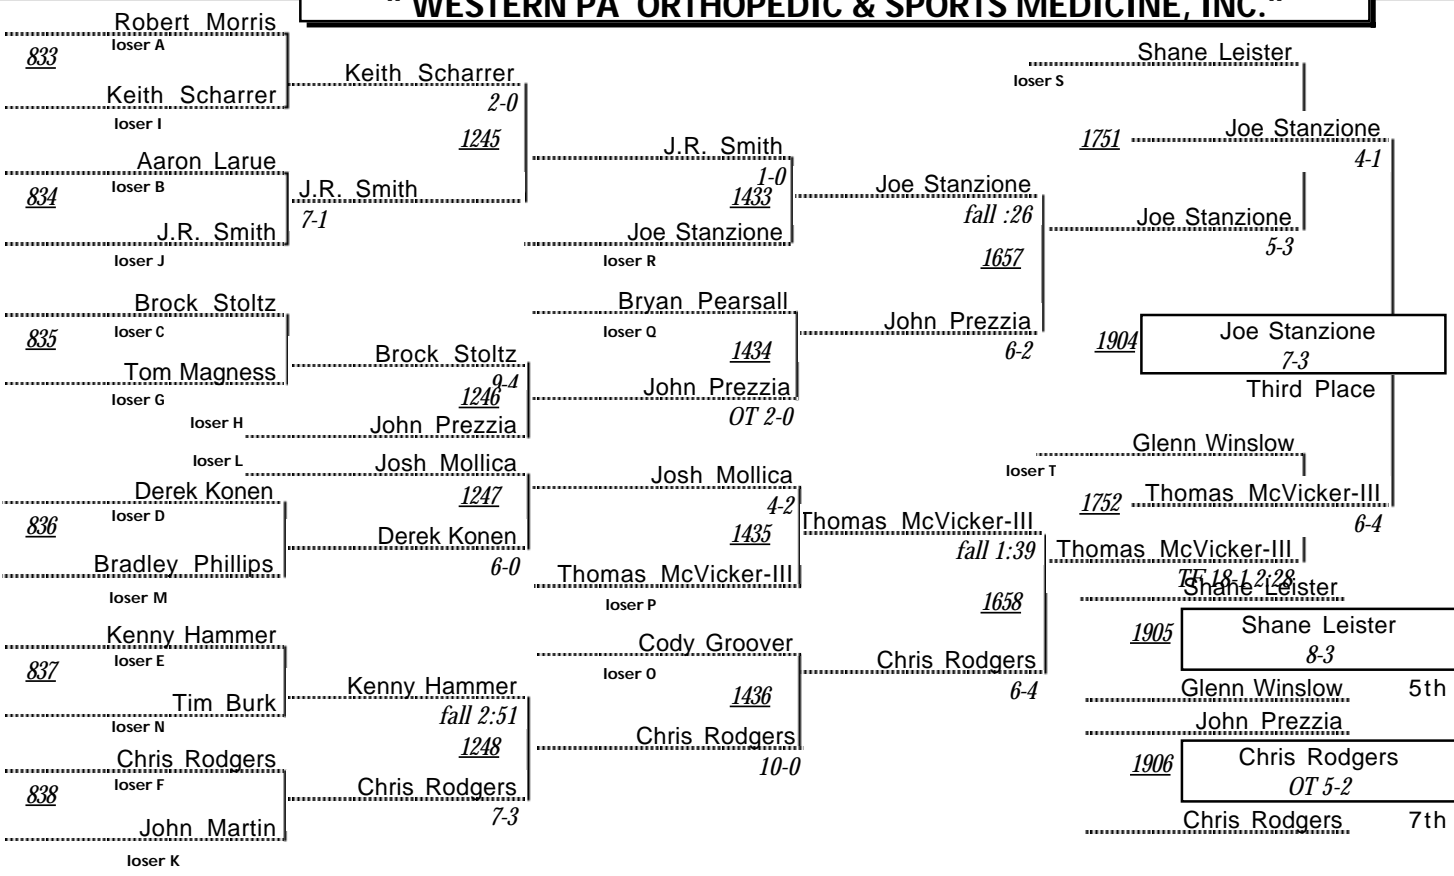 " WESTERN PA ORTHOPEDIC & SPORTS MEDICINE, INC."
Robert Morris
loser A
833
Keith Scharrer
loser I
Aaron Larue
loser B
834
J.R. Smith
loser J
Brock Stoltz
loser C
835
Tom Magness
loser G
loser H
loser L
Derek Konen
loser D
836
Bradley Phillips
loser M
Kenny Hammer
loser E
837
Tim Burk
loser N
Chris Rodgers
loser F
838
John Martin
loser K
Keith Scharrer
2-0
1245
J.R. Smith
7-1
Brock Stoltz
9-4
1246
John Prezzia
Josh Mollica
1247
Derek Konen
6-0
Kenny Hammer
fall 2:51
1248
Chris Rodgers
7-3
J.R. Smith
1-0
1433
Joe Stanzione
loser R
Bryan Pearsall
loser Q
1434
John Prezzia
OT 2-0
Josh Mollica
4-2
1435
Thomas McVicker-III
loser P
Cody Groover
loser O
1436
Chris Rodgers
10-0
Joe Stanzione
fall :26
1657
John Prezzia
6-2
Thomas McVicker-III
fall 1:39
1658
Chris Rodgers
6-4
Shane Leister
loser S
1751
Joe Stanzione
4-1
Joe Stanzione
5-3
1904
Joe Stanzione
7-3
Third Place
Glenn Winslow
loser T
1752
Thomas McVicker-III
6-4
Thomas McVicker-III
TF 18-1 2:28
Shane Leister
1905
Shane Leister
8-3
Glenn Winslow
5th
John Prezzia
1906
Chris Rodgers
OT 5-2
Chris Rodgers
7th